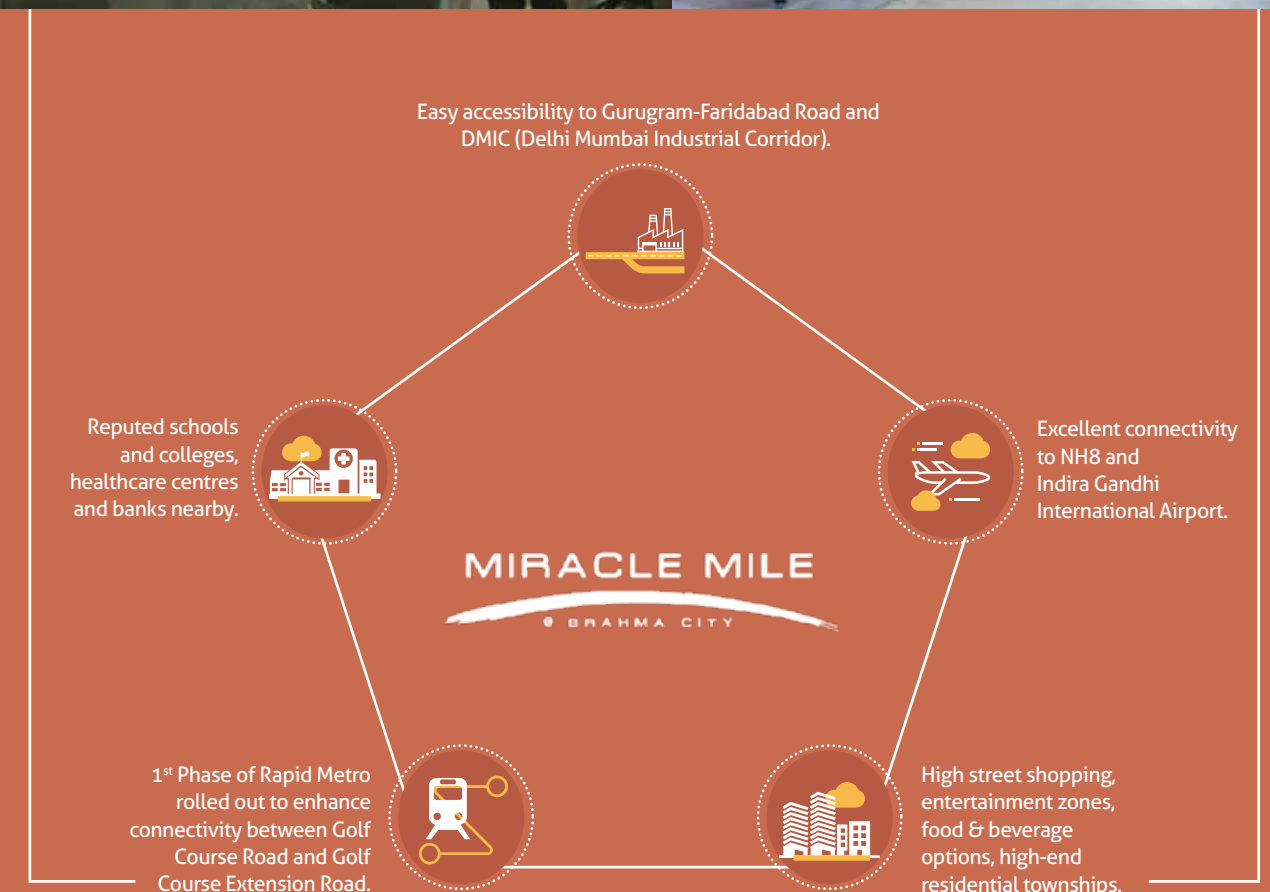 Easy accessibility to Gurugram-Faridabad Road and
DMIC (Delhi Mumbai Industrial Corridor).
Reputed schools
and colleges,
healthcare centres
and banks nearby.
Excellent connectivity
to NH8 and
Indira Gandhi
International Airport.
MIRACLE MILE
@ BRAHMA CITY
1st Phase of Rapid Metro
rolled out to enhance
connectivity between Golf
Course Road and Golf
Course Extension Road.
High street shopping,
entertainment zones,
food & beverage
options, high-end
residential townships.